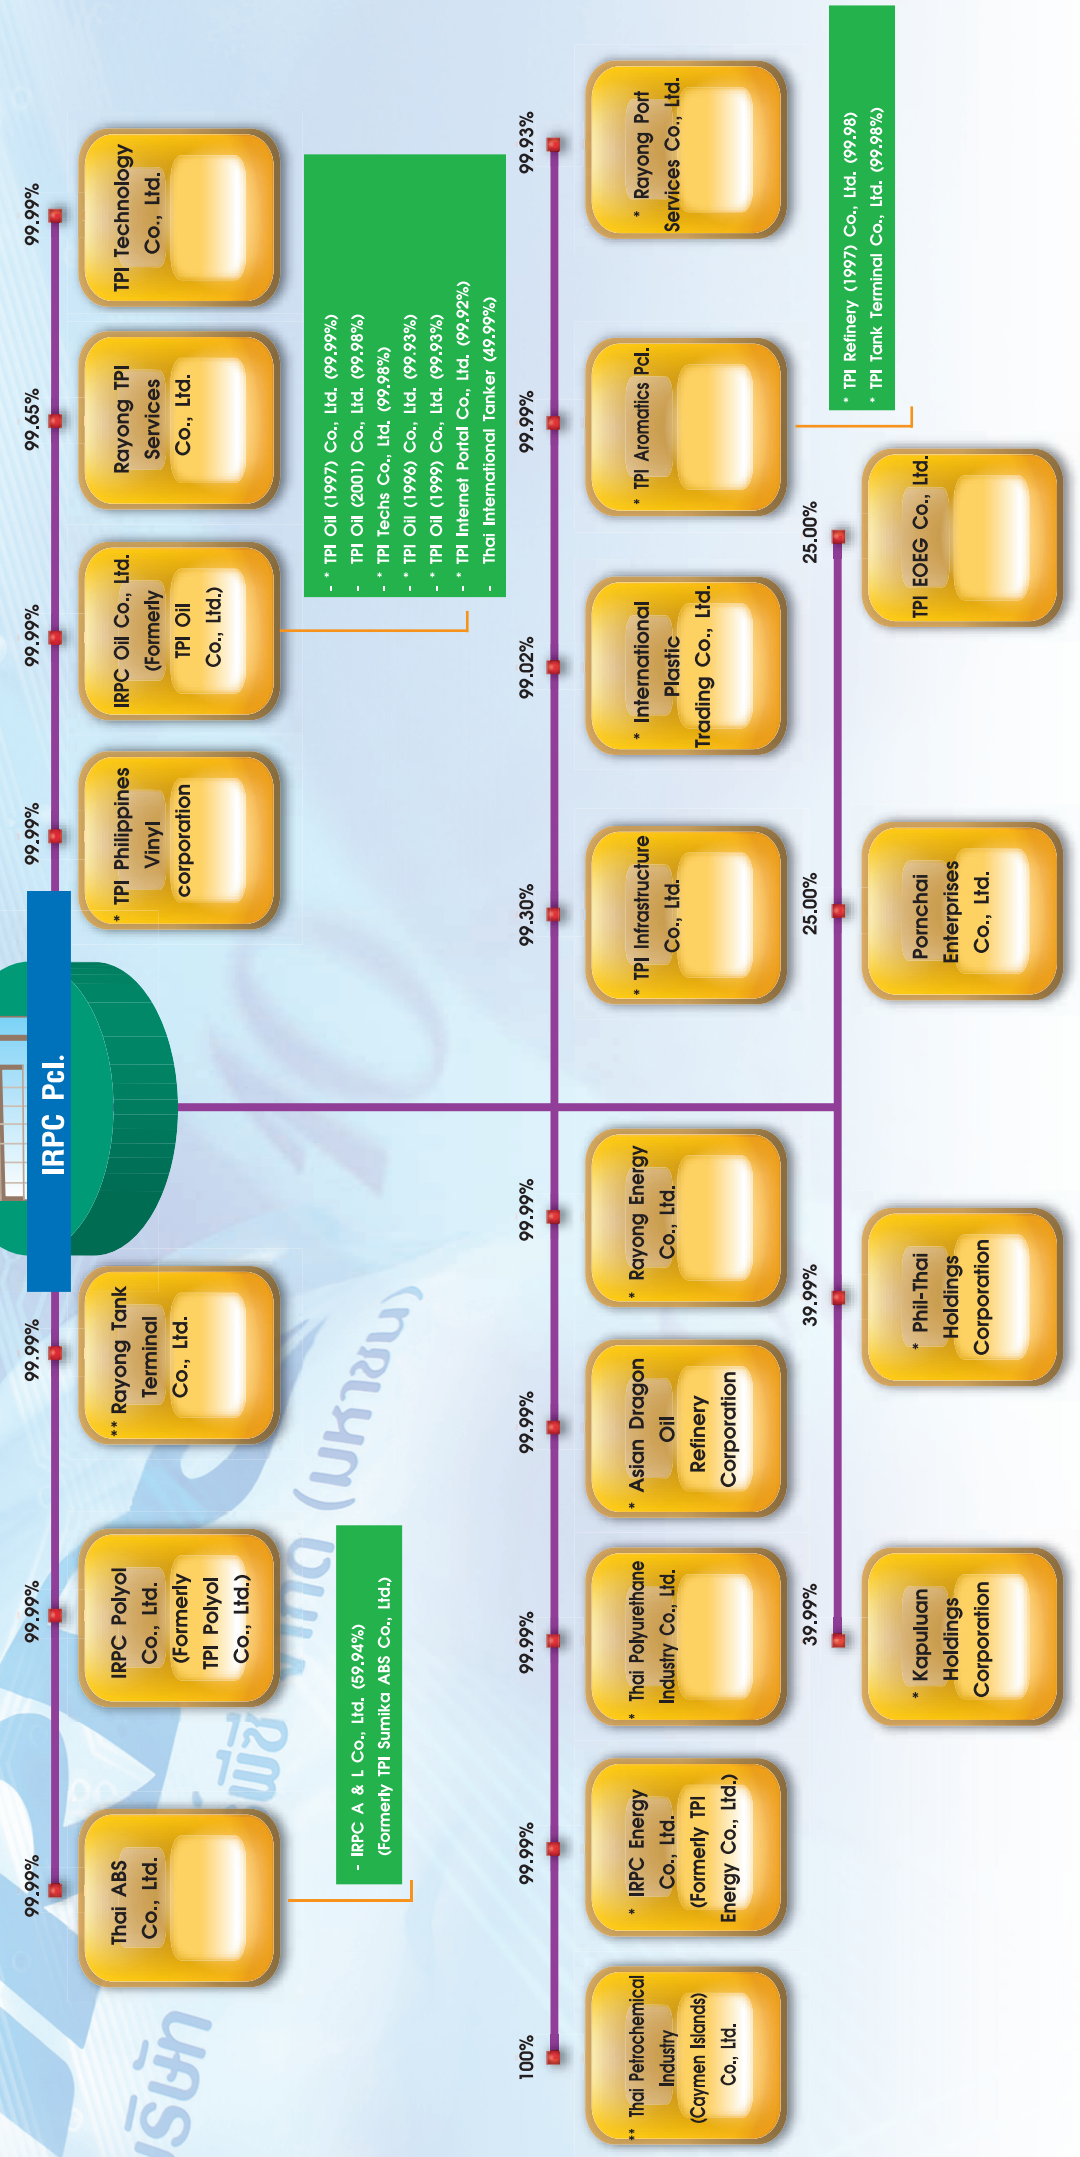 IRPC Pcl.
99.99%
Thai ABS
Co., Ltd.
- IRPC A & L Co., Ltd. (59.94%)
(Formerly TPI Sumika ABS Co., Ltd.)
99.99%
IRPC Polyol
Co., Ltd.
(Formerly
TPI Polyol
Co., Ltd.)
99.99%
** Rayong Tank
Terminal
Co., Ltd.
99.99%
* TPI Philippines
Vinyl
corporation
99.99%
IRPC Oil Co., Ltd.
(Formerly
TPI Oil
Co., Ltd.)
- * TPI Oil (1997) Co., Ltd. (99.99%)
- TPI Oil (2001) Co., Ltd. (99.98%)
- * TPI Techs Co., Ltd. (99.98%)
- * TPI Oil (1996) Co., Ltd. (99.93%)
- * TPI Oil (1999) Co., Ltd. (99.93%)
- * TPI Internet Portal Co., Ltd. (99.92%)
- Thai International Tanker (49.99%)
99.65%
Rayong TPI
Services
Co., Ltd.
99.99%
TPI Technology
Co., Ltd.
100%
** Thai Petrochemical
Industry
(Caymen Islands)
Co., Ltd.
99.99%
* IRPC Energy
Co., Ltd.
(Formerly TPI
Energy Co., Ltd.)
99.99%
* Thai Polyurethane
Industry Co., Ltd.
99.99%
* Asian Dragon
Oil
Refinery
Corporation
99.99%
* Rayong Energy
Co., Ltd.
99.30%
* TPI Infrastructure
Co., Ltd.
99.02%
* International
Plastic
Trading Co., Ltd.
99.99%
* TPI Aromatics Pcl.
* TPI Refinery (1997) Co., Ltd. (99.98)
* TPI Tank Terminal Co., Ltd. (99.98%)
99.93%
* Rayong Port
Services Co., Ltd.
39.99%
* Kapuluan
Holdings
Corporation
39.99%
* Phil-Thai
Holdings
Corporation
25.00%
Pornchai
Enterprises
Co., Ltd.
25.00%
TPI EOEG Co., Ltd.
(มหาชน)